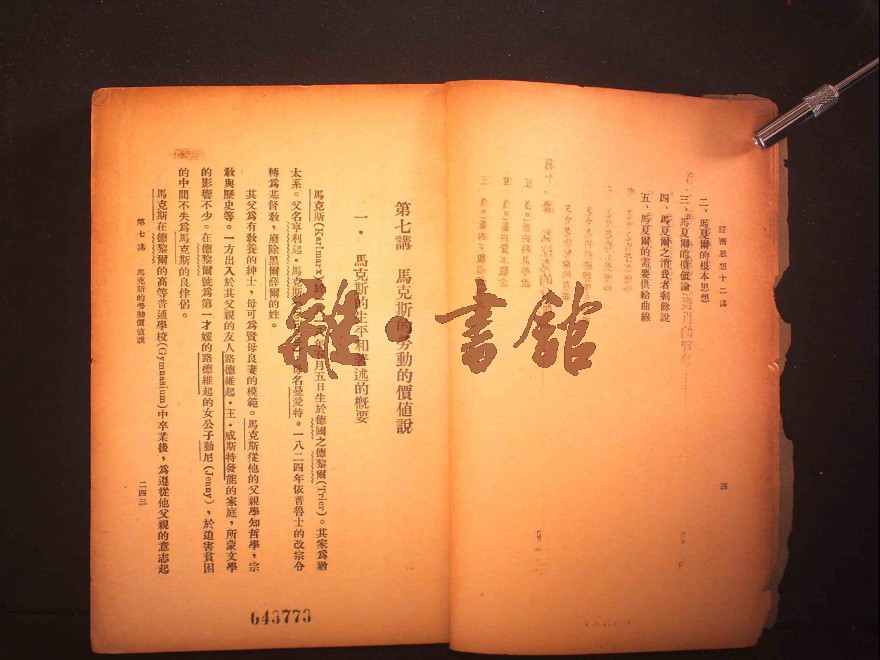 經濟思想十二講
二、馬夏爾的根本思想
三、馬夏爾的價值論
四、馬夏爾之消費者剩餘說
五、馬夏爾的需要供給曲線
四
第七講 馬克斯的勞動的價值說
一. 馬克斯的生平和著述的概要
馬克斯(Karlmarx)於一八一八年五月五日生於德國之德黎爾(Trier)。其家爲猶
太系。父名亨利起・馬克斯 母名曼愛特。一八二四年依普魯士的改宗令
轉爲基督教,廢除黑爾薛爾的姓。
其父爲有敎養的紳士,母可爲賢母良妻的模範。馬克斯從他的父親學知哲學,宗
敎與歷史等。一方出入於其父親的友人路德維起・王・威斯特發能的家庭,所蒙文學
的影響不少。在德黎爾號爲第一才媛的路德維起的女公子勤尼(Jenny),於迫害貧困
的中間不失爲馬克斯的良伴侶。
馬克斯在德黎爾的高等普通學校(Gymnasium)中卒業後,爲遵從他父親的意志起
第七講 馬克斯的勞動價值說
二四三
643773
雜・書館